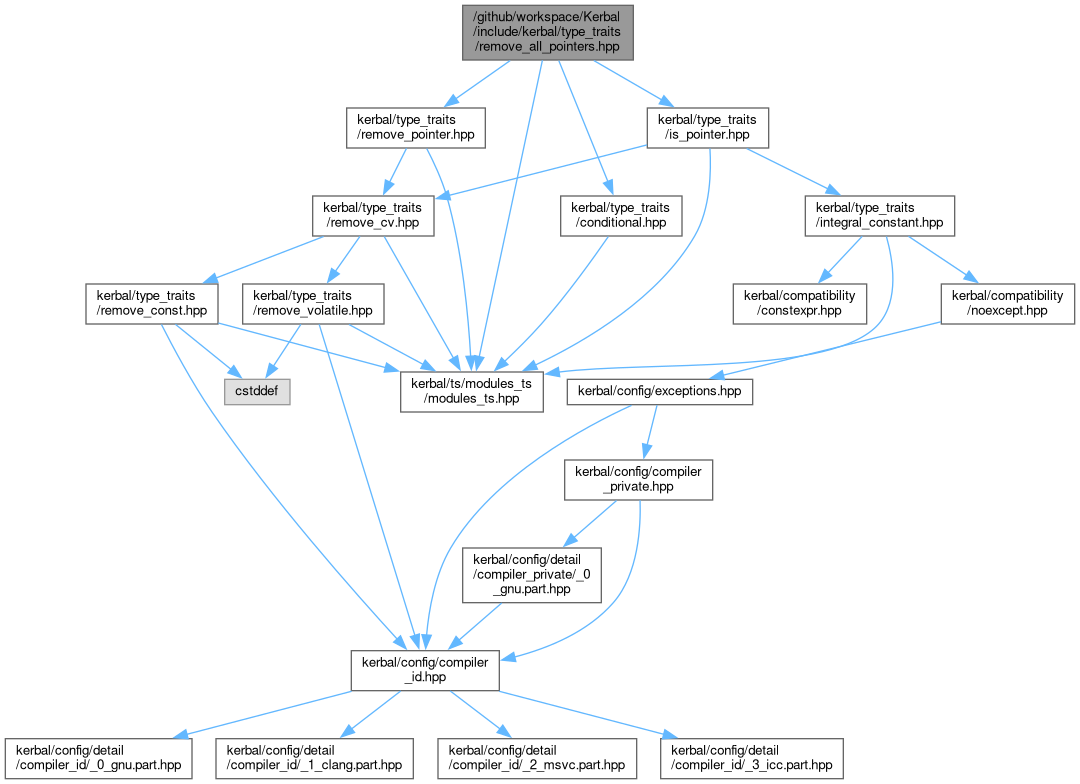 /github/workspace/Kerbal
/include/kerbal/type_traits
/remove_all_pointers.hpp
kerbal/type_traits
/remove_pointer.hpp
kerbal/type_traits
/is_pointer.hpp
kerbal/type_traits
/remove_cv.hpp
kerbal/type_traits
/conditional.hpp
kerbal/type_traits
/integral_constant.hpp
kerbal/type_traits
/remove_const.hpp
kerbal/type_traits
/remove_volatile.hpp
kerbal/compatibility
/constexpr.hpp
kerbal/compatibility
/noexcept.hpp
cstddef
kerbal/ts/modules_ts
/modules_ts.hpp
kerbal/config/exceptions.hpp
kerbal/config/compiler
_private.hpp
kerbal/config/detail
/compiler_private/_0
_gnu.part.hpp
kerbal/config/compiler
_id.hpp
kerbal/config/detail
/compiler_id/_0_gnu.part.hpp
kerbal/config/detail
/compiler_id/_1_clang.part.hpp
kerbal/config/detail
/compiler_id/_2_msvc.part.hpp
kerbal/config/detail
/compiler_id/_3_icc.part.hpp